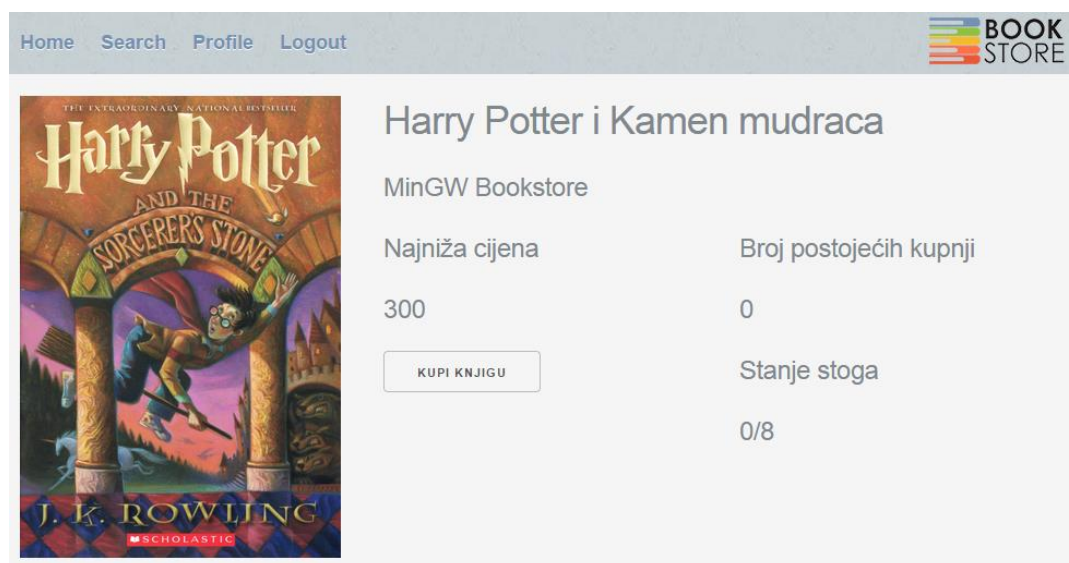 Home Search Profile Logout
BOOK
STORE
THE EXTRAORDINARY NATIONAL BESTSELLER
Harry Potter
AND THE
SORCERER'S STONE
J. K. ROWLING
SCHOLASTIC
Harry Potter i Kamen mudraca
MinGW Bookstore
Najniža cijena
300
KUPI KNJIGU
Broj postojećih kupnji
0
Stanje stoga
0/8